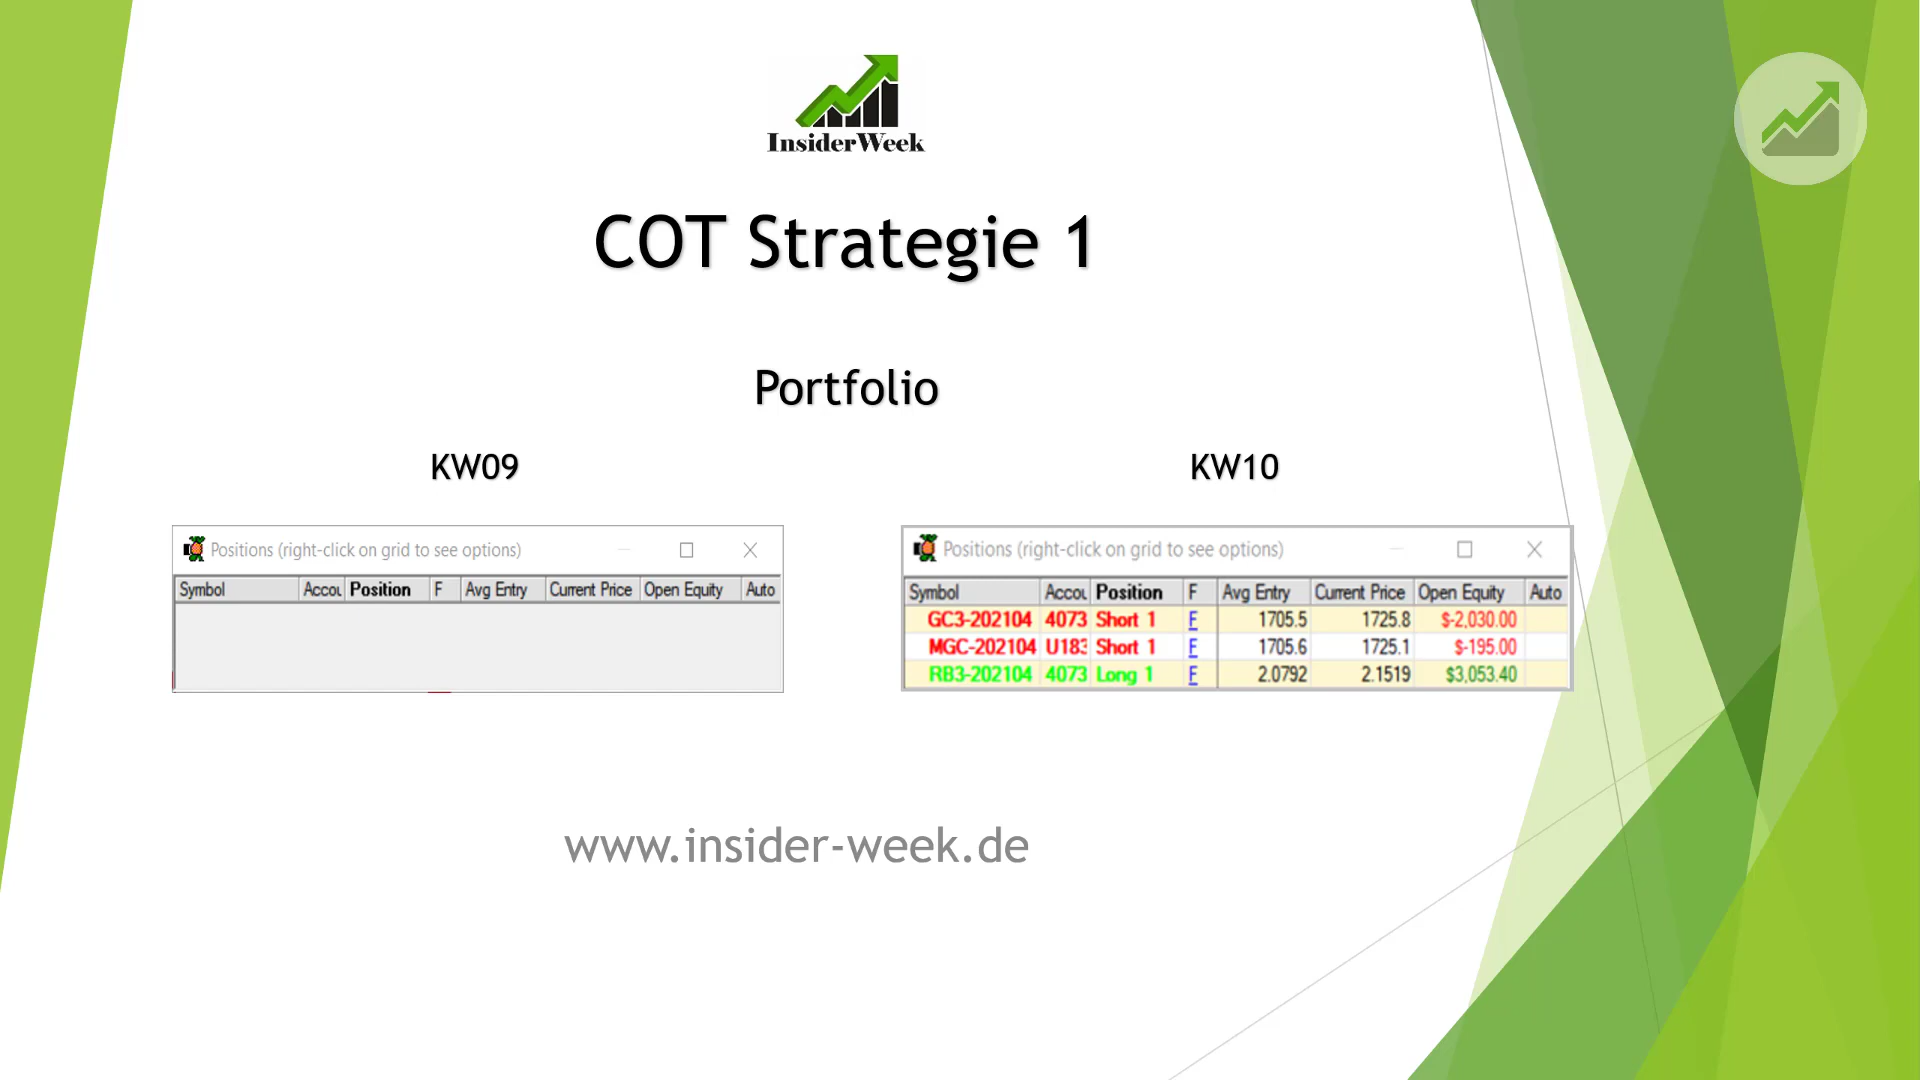 InsiderWeek
COT Strategie 1
Portfolio
KW09
KW10
Positions (right-click on grid to see options)
Symbol Accou Position F Avg Entry Current Price Open Equity Auto
Positions (right-click on grid to see options)
Symbol Accou Position F Avg Entry Current Price Open Equity Auto
GC3-202104 4073 Short 1 F 1705.5 1725.8 $-2,030.00
MGC-202104 U183 Short 1 F 1705.6 1725.1 $-195.00
RB3-202104 4073 Long 1 F 2.0792 2.1519 $3,053.40
www.insider-week.de